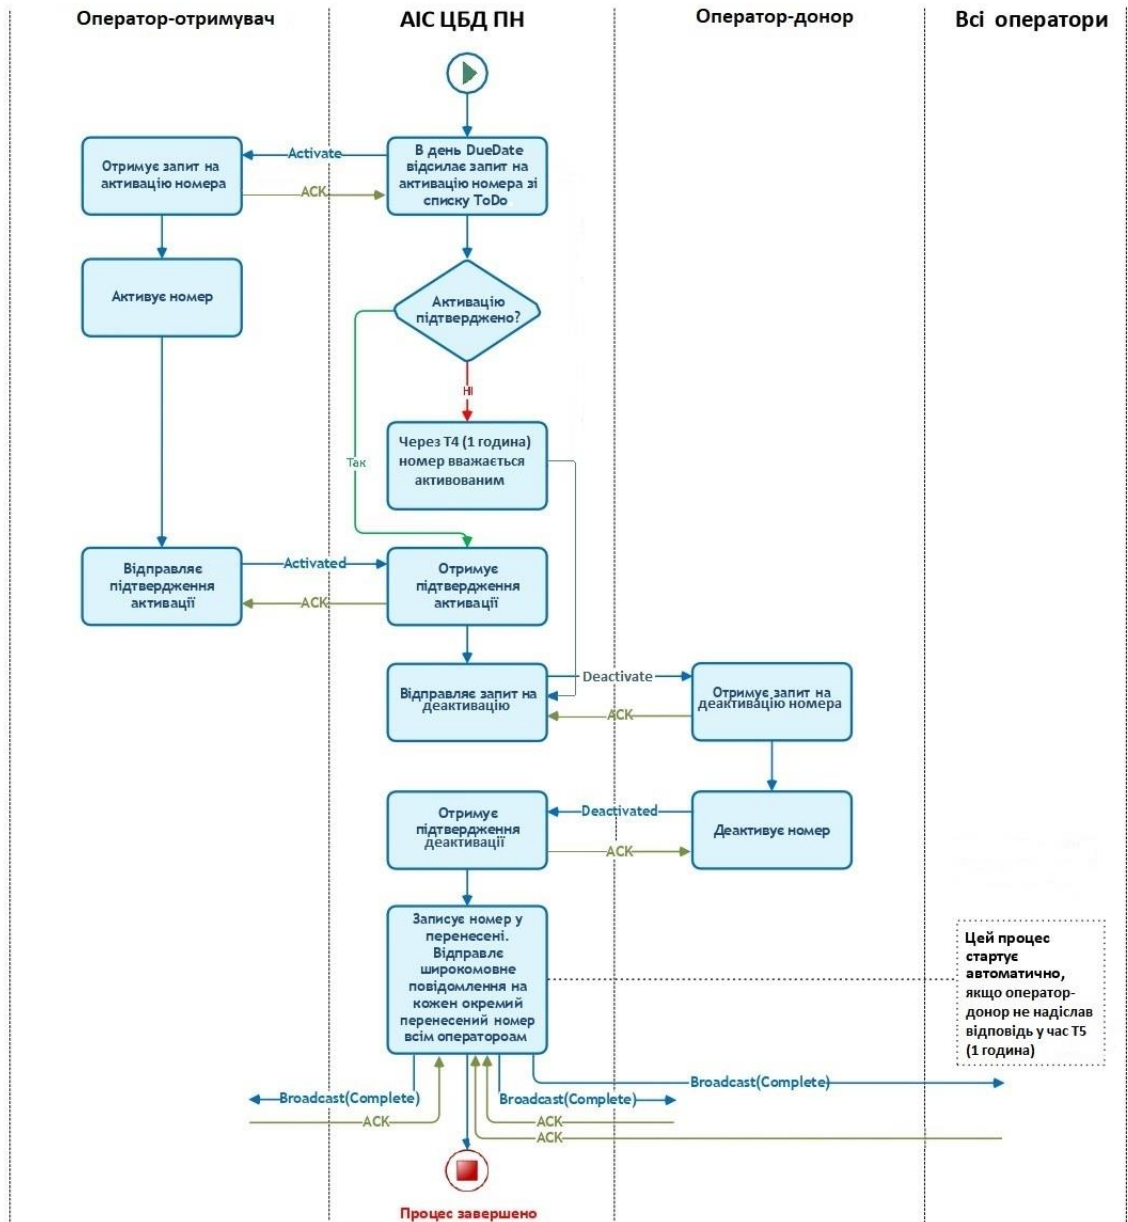 Оператор-отримувач
АІС ЦБД ПН
Оператор-донор
Всі оператори
Отримує запит на
активацію номера
Activate
ACK
В день DueDate
відсилає запит на
активацію номера зі
списку ToDo.
Активує номер
Активацію
підтверджено?
НІ
Так
Через Т4 (1 година)
номер вважається
активованим
Відправляє
підтвердження
активації
Activated
ACK
Отримує
підтвердження
активації
Відправляє запит на
деактивацію
Deactivate
ACK
Отримує запит на
деактивацію номера
Отримує
підтвердження
деактивації
Deactivated
ACK
Деактивує номер
Записує номер у
перенесені.
Відправлє
широкомовне
повідомлення на
кожен окремий
перенесений номер
всім оператороам
Цей процес
стартує
автоматично,
якщо оператор-
донор не надіслав
відповідь у час Т5
(1 година)
Broadcast(Complete)
Broadcast(Complete)
Broadcast(Complete)
ACK
ACK
ACK
Процес завершено